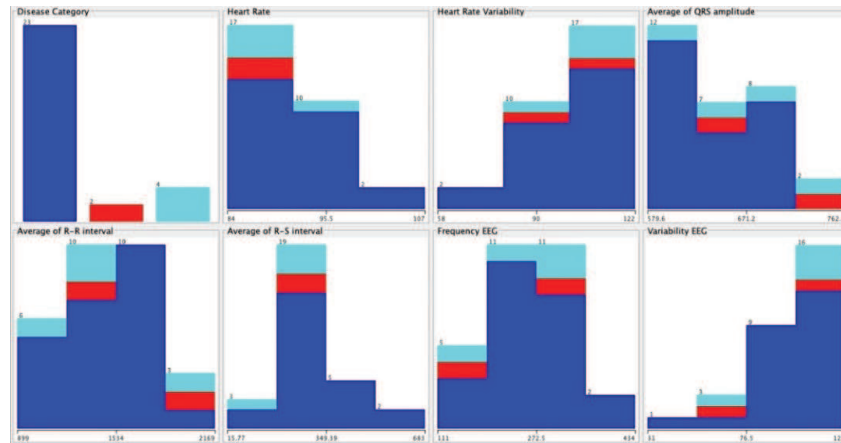 Disease Category
23
2
4
Heart Rate
17
10
2
84 95.5 107
Heart Rate Variability
2
10
17
58 90 122
Average of QRS amplitude
12
7
8
2
579.6 671.2 762.
Average of R-R interval
6
10
10
3
899 1534 2169
Average of R-S interval
3
19
5
2
15.77 349.39 683
Frequency EEG
5
11
11
2
111 272.5 434
Variability EEG
1
3
9
16
31 76.5 12